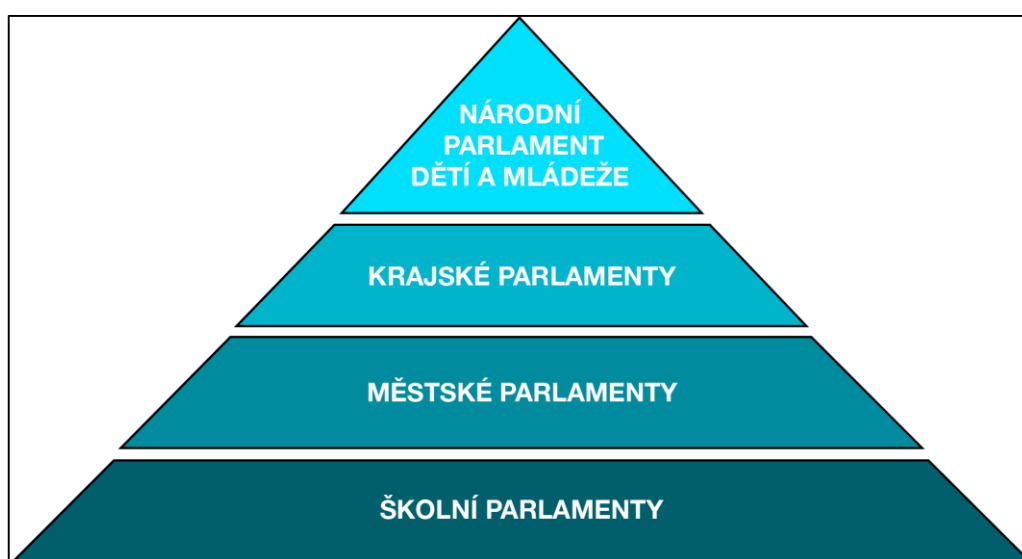 NÁRODNÍ
PARLAMENT
DĚTÍ A MLÁDEŽE
KRAJSKÉ PARLAMENTY
MĚSTSKÉ PARLAMENTY
ŠKOLNÍ PARLAMENTY